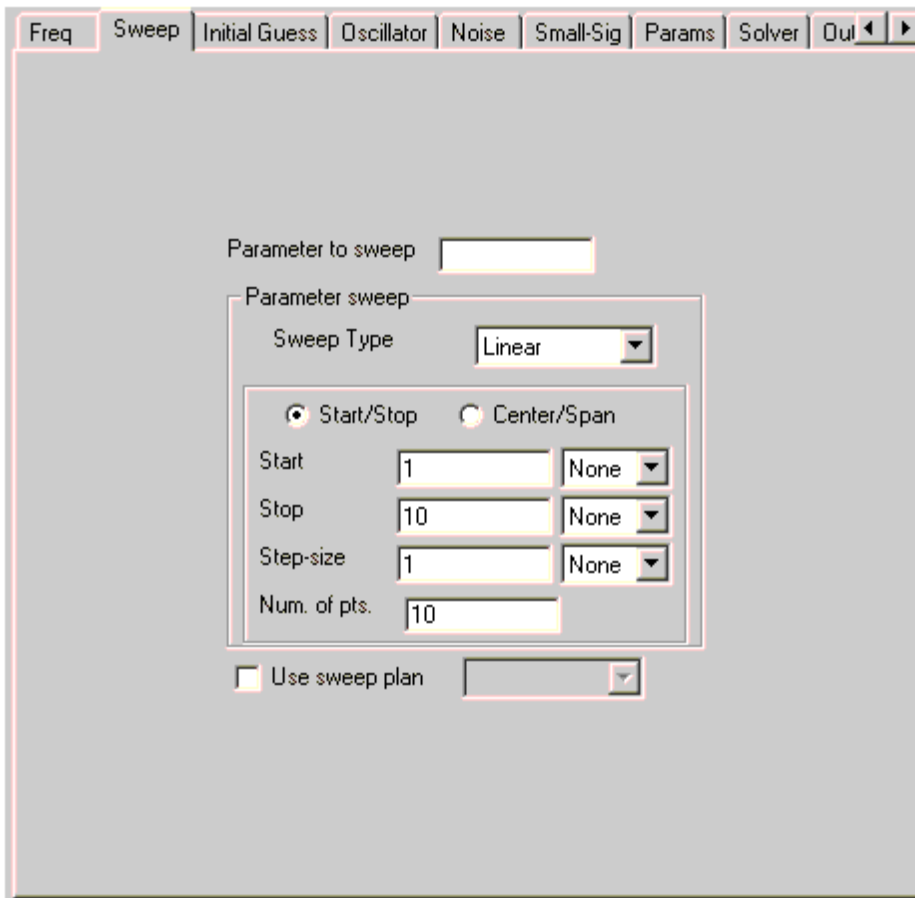 Freq Sweep Initial Guess Oscillator Noise Small-Sig Params Solver
Parameter to sweep
Parameter sweep
Sweep Type Linear
Start/Stop Center/Span
Start 1 None
Stop 10 None
Step-size 1 None
Num. of pts. 10
Use sweep plan